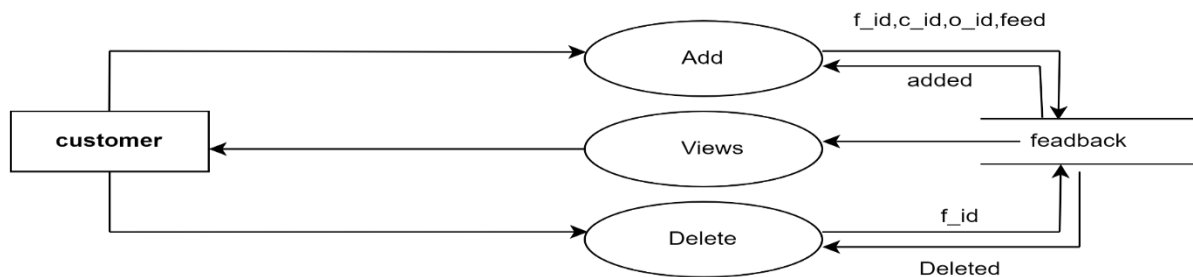 f_id,c_id,o_id,feed
Add
added
customer
Views
feadback
f_id
Delete
Deleted